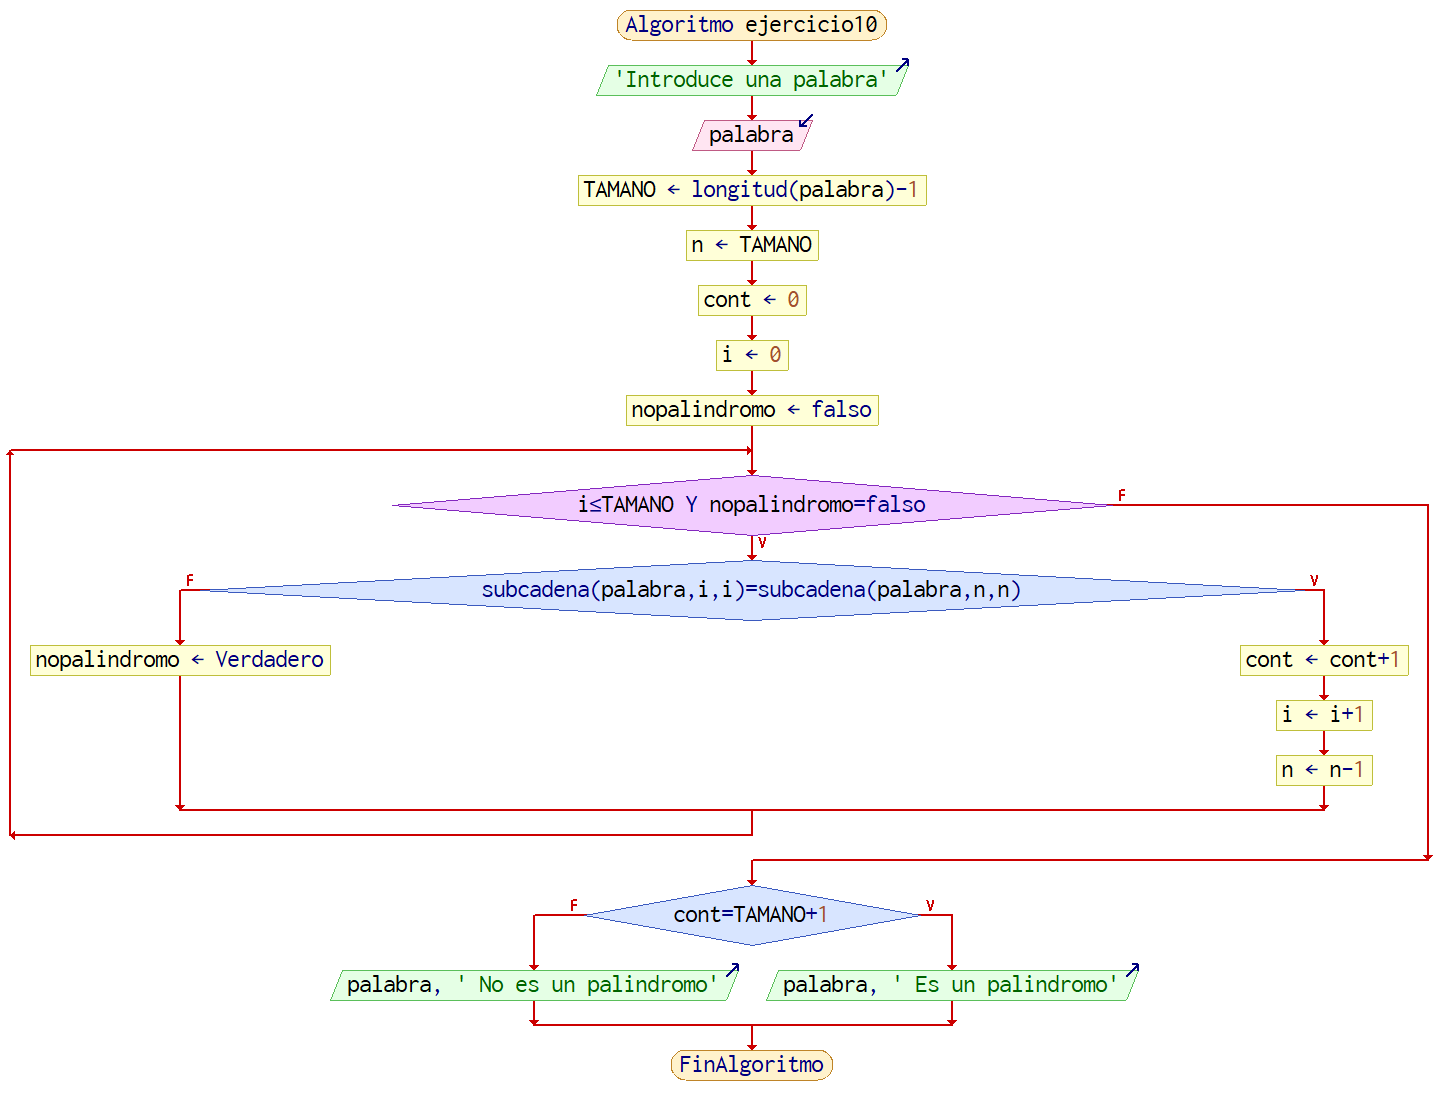 Algoritmo ejercicio10
'Introduce una palabra'
palabra
TAMANO ← longitud(palabra)-1
n ← TAMANO
cont ← 0
i ← 0
nopalindromo ← falso
i≤TAMANO Y nopalindromo=falso
F
V
subcadena(palabra,i,i)=subcadena(palabra,n,n)
F
V
nopalindromo ← Verdadero
cont ← cont+1
i ← i+1
n ← n-1
cont=TAMANO+1
F
V
palabra, ' No es un palindromo'
palabra, ' Es un palindromo'
FinAlgoritmo